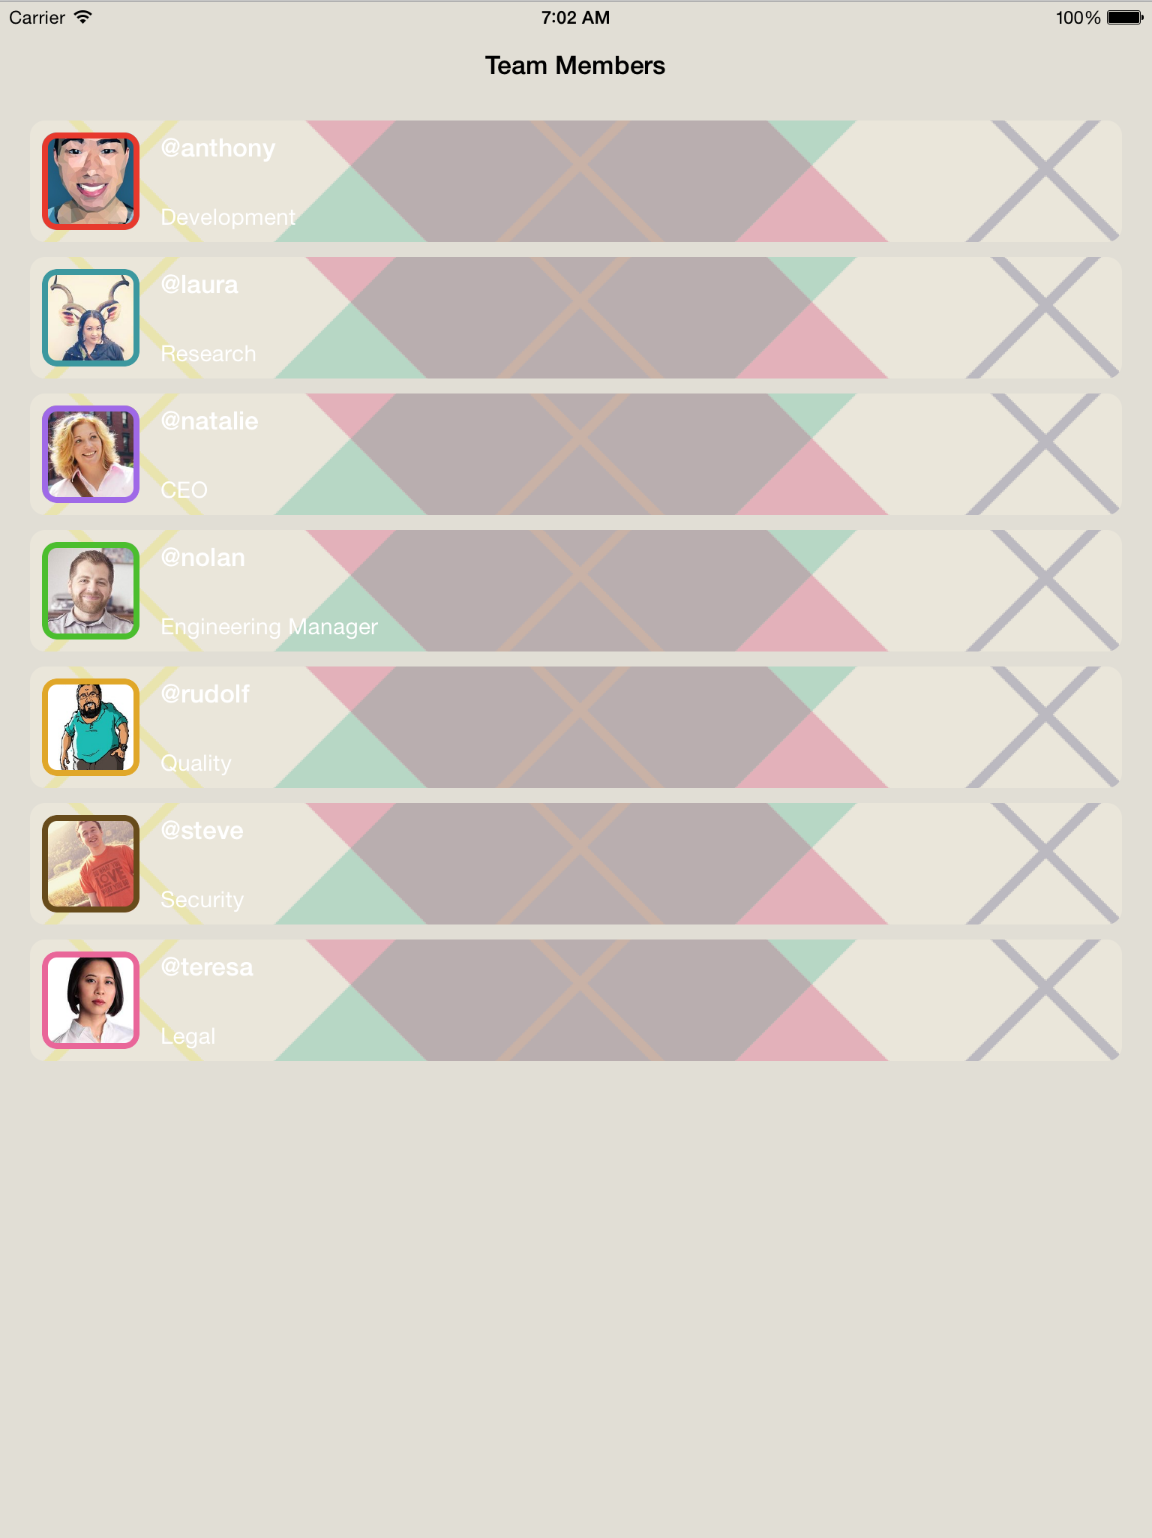 Carrier 7:02 AM 100%
Team Members
@anthony
Development
@laura
Research
@natalie
CEO
@nolan
Engineering Manager
@rudolf
Quality
@steve
Security
@teresa
Legal